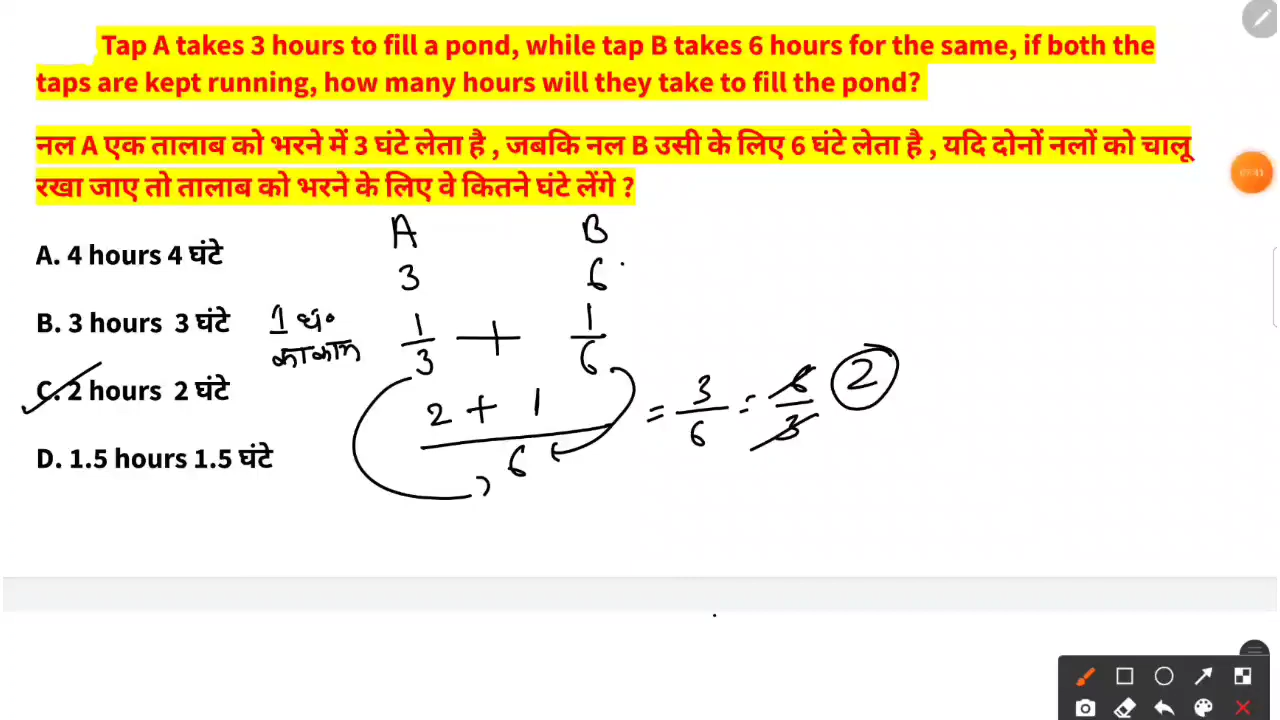 Tap A takes 3 hours to fill a pond, while tap B takes 6 hours for the same, if both the
taps are kept running, how many hours will they take to fill the pond?
नल A एक तालाब को भरने में 3 घंटे लेता है , जबकि नल B उसी के लिए 6 घंटे लेता है , यदि दोनों नलों को चालू
रखा जाए तो तालाब को भरने के लिए वे कितने घंटे लेंगे ?
A B
A. 4 hours 4 घंटे
3 6
B. 3 hours 3 घंटे
1 घं०
का काम
1/3 + 1/6
C. 2 hours 2 घंटे
2 + 1 / 6 = 3/6 = 6/3 2
D. 1.5 hours 1.5 घंटे